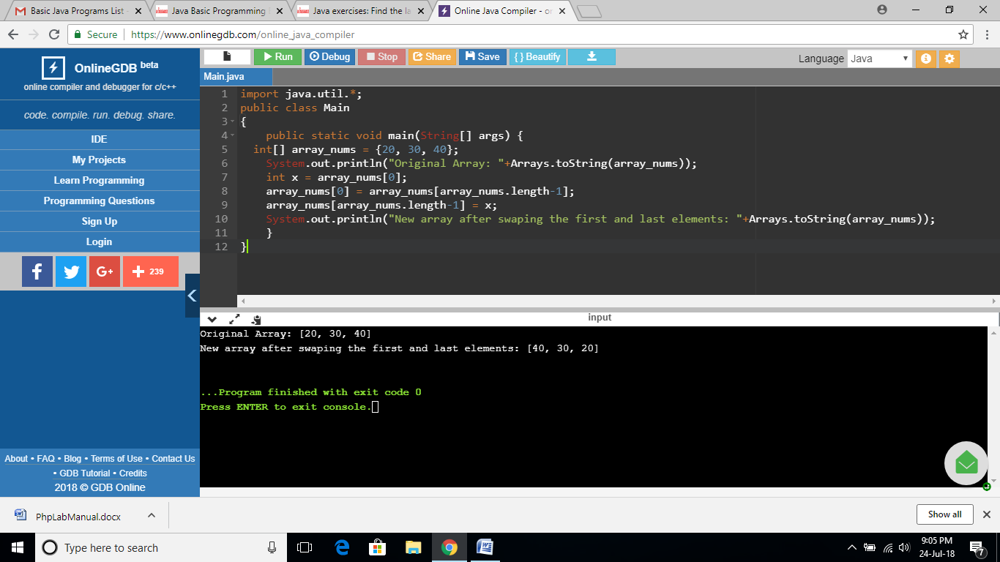 Basic Java Programs List -
Java Basic Programming
Java exercises: Find the la
Online Java Compiler - on
Secure
https://www.onlinegdb.com/online_java_compiler
OnlineGDB beta
online compiler and debugger for c/c++
code. compile. run. debug. share.
IDE
My Projects
Learn Programming
Programming Questions
Sign Up
Login
239
About • FAQ • Blog • Terms of Use • Contact Us
• GDB Tutorial • Credits
2018 © GDB Online
Run Debug Stop Share Save { } Beautify
Language Java
Main.java
1 import java.util.*;
2 public class Main
3 {
4 public static void main(String[] args) {
5 int[] array_nums = {20, 30, 40};
6 System.out.println("Original Array: "+Arrays.toString(array_nums));
7 int x = array_nums[0];
8 array_nums[0] = array_nums[array_nums.length-1];
9 array_nums[array_nums.length-1] = x;
10 System.out.println("New array after swaping the first and last elements: "+Arrays.toString(array_nums));
11 }
12 }
input
Original Array: [20, 30, 40]
New array after swaping the first and last elements: [40, 30, 20]
...Program finished with exit code 0
Press ENTER to exit console.
PhpLabManual.docx
Show all
Type here to search
9:05 PM
24-Jul-18
7